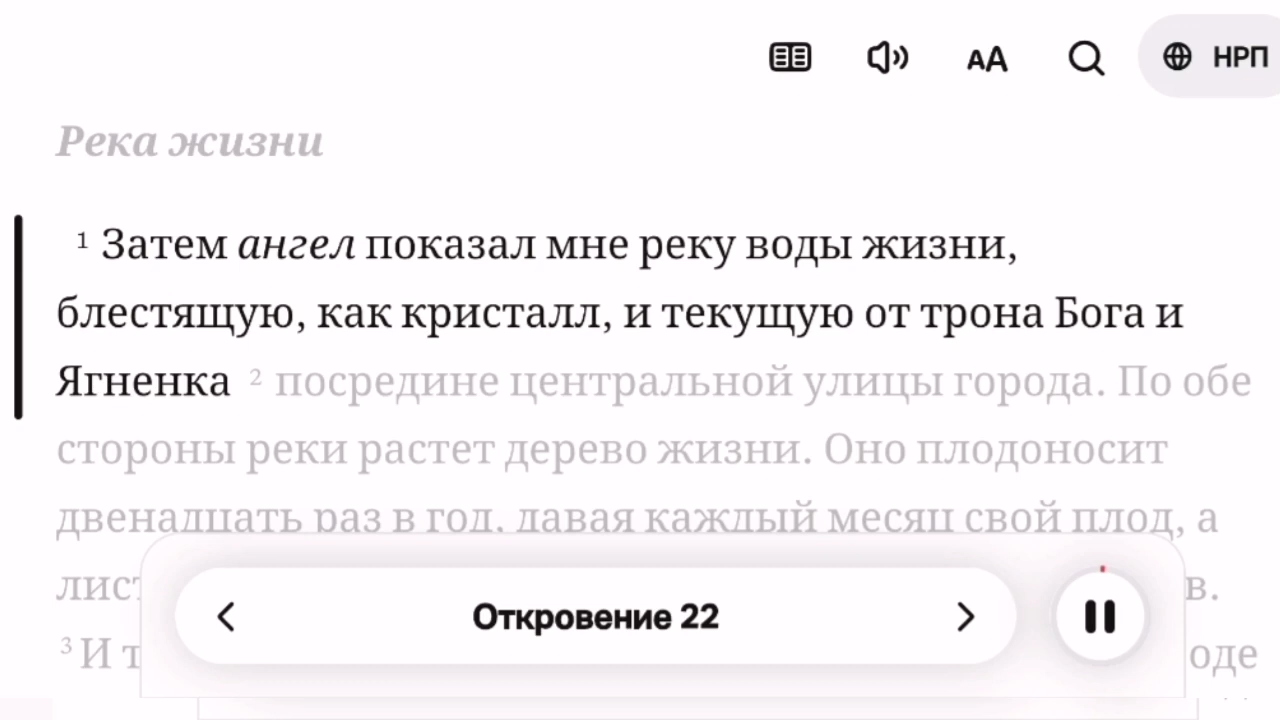 НРП
Река жизни
1 Затем ангел показал мне реку воды жизни,
блестящую, как кристалл, и текущую от трона Бога и
Ягненка 2 посредине центральной улицы города. По обе
стороны реки растет дерево жизни. Оно плодоносит
двенадцать раз в год, давая каждый месяц свой плод, а
Откровение 22
3 И